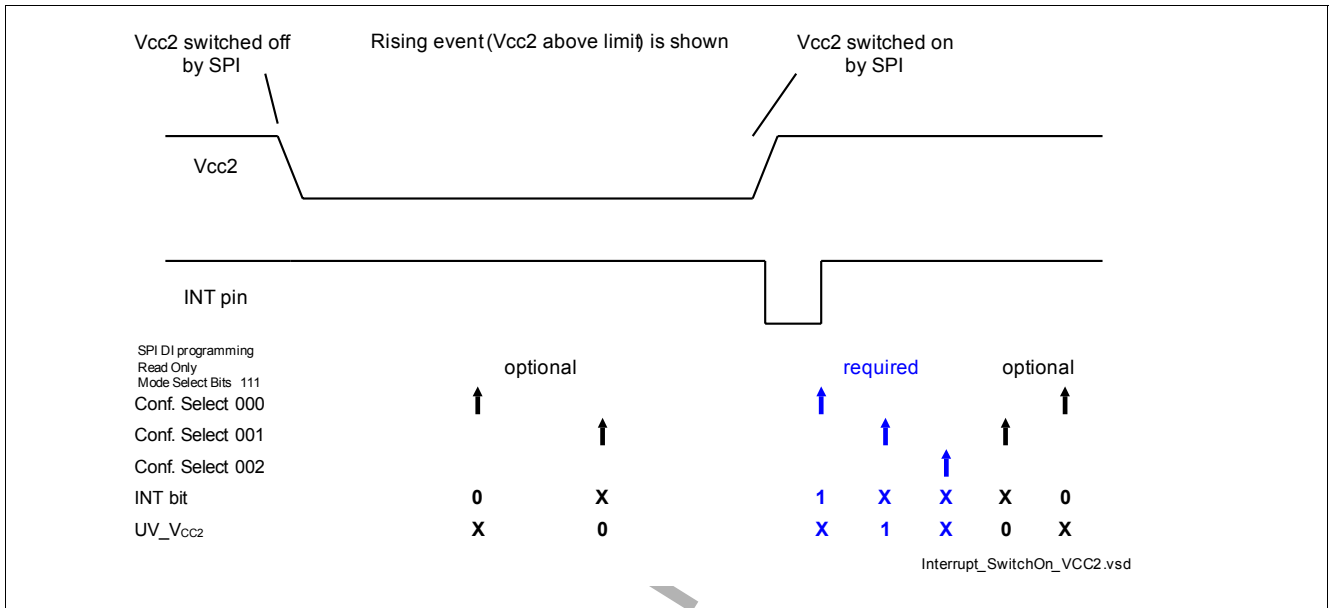 Vcc2 switched off
by SPI
Rising event (Vcc2 above limit) is shown
Vcc2 switched on
by SPI
Vcc2
INT pin
SPI DI programming
Read Only
Mode Select Bits 111
optional required optional
Conf. Select 000
Conf. Select 001
Conf. Select 002
INT bit 0 X 1 X X X 0
UV_VCC2 X 0 X 1 X 0 X
Interrupt_SwitchOn_VCC2.vsd